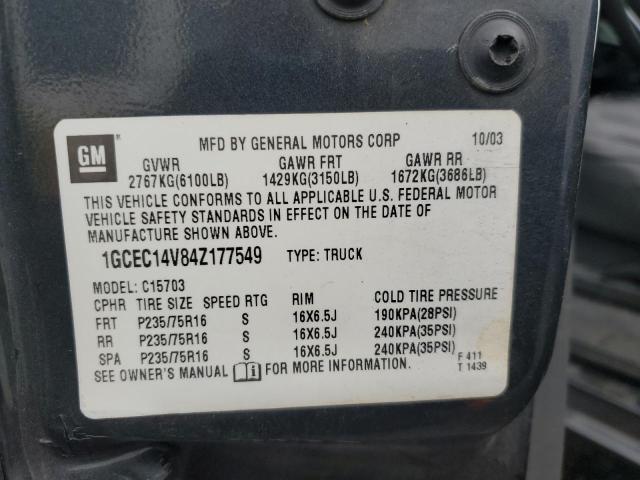 GM
MFD BY GENERAL MOTORS CORP 10/03
GVWR GAWR FRT GAWR RR
2767KG(6100LB) 1429KG(3150LB) 1672KG(3686LB)
THIS VEHICLE CONFORMS TO ALL APPLICABLE U.S. FEDERAL MOTOR
VEHICLE SAFETY STANDARDS IN EFFECT ON THE DATE OF
MANUFACTURE SHOWN ABOVE.
1GCEC14V84Z177549 TYPE: TRUCK
MODEL: C15703
CPHR TIRE SIZE SPEED RTG RIM COLD TIRE PRESSURE
FRT P235/75R16 S 16X6.5J 190KPA(28PSI)
RR P235/75R16 S 16X6.5J 240KPA(35PSI)
SPA P235/75R16 S 16X6.5J 240KPA(35PSI)
SEE OWNER'S MANUAL FOR MORE INFORMATION.
F 411
T 1439